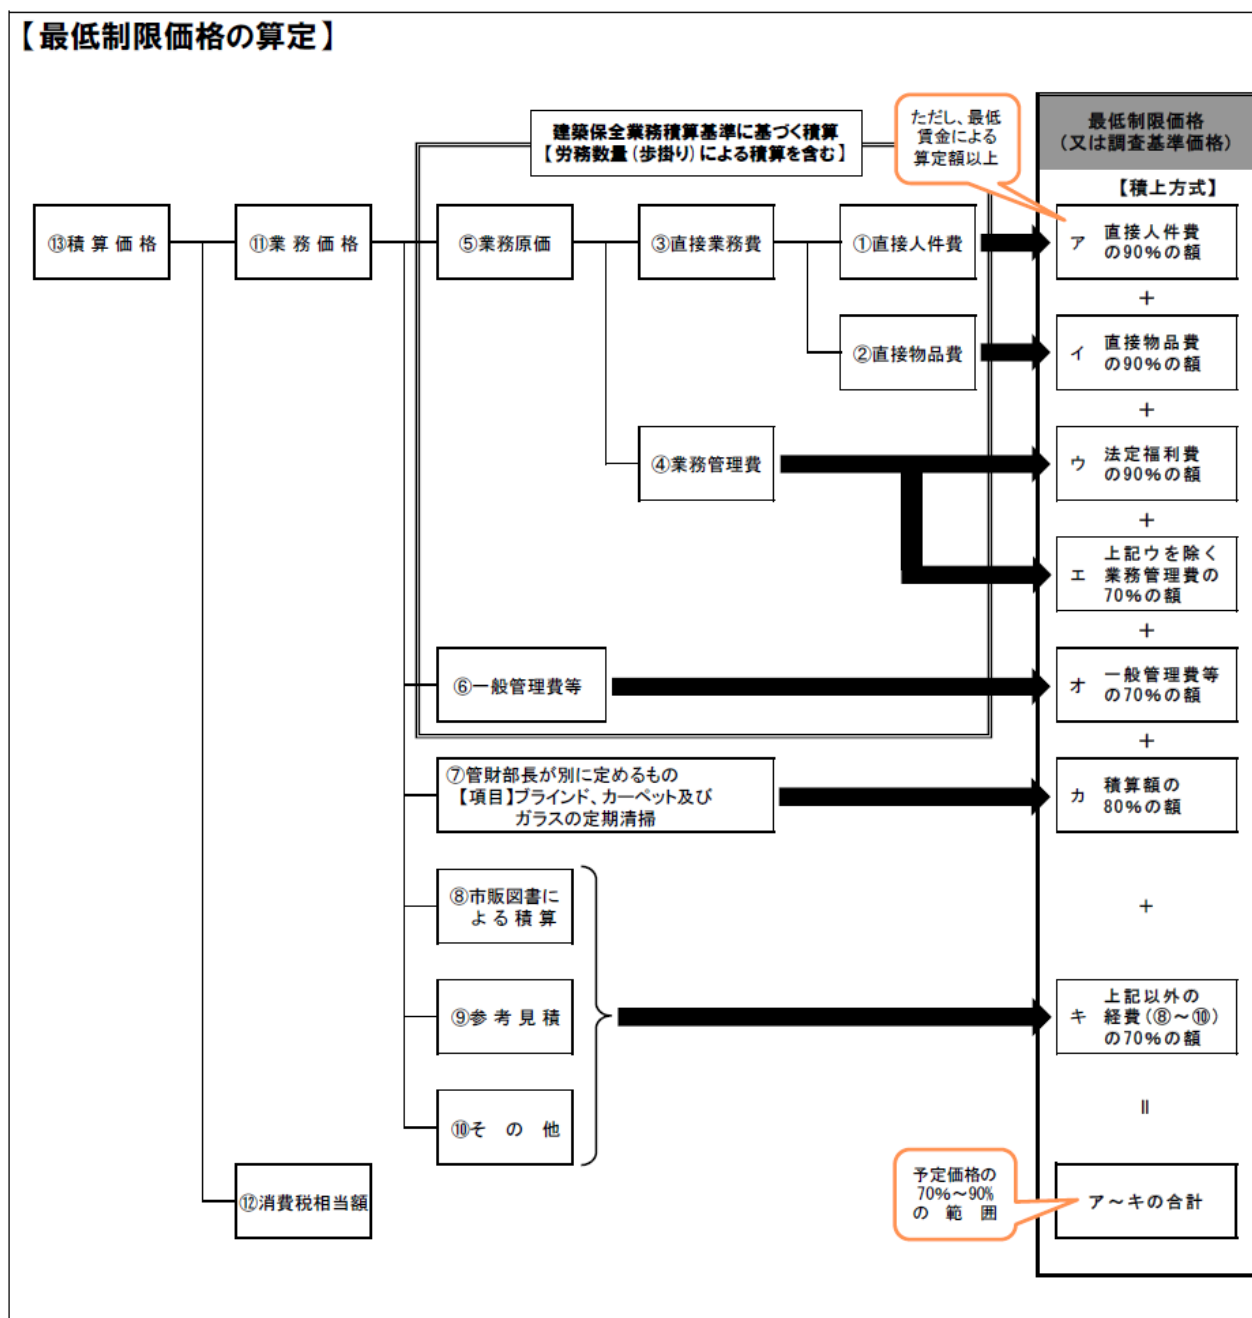 【最低制限価格の算定】
建築保全業務積算基準に基づく積算
【労務数量(歩掛り)による積算を含む】
ただし、最低
賃金による
算定額以上
最低制限価格
(又は調査基準価格)
【積上方式】
⑬積算価格
⑪業務価格
⑤業務原価
③直接業務費
①直接人件費
ア 直接人件費
の90%の額
+
②直接物品費
イ 直接物品費
の90%の額
+
④業務管理費
ウ 法定福利費
の90%の額
+
エ 上記ウを除く
業務管理費の
70%の額
+
⑥一般管理費等
オ 一般管理費等
の70%の額
+
⑦管財部長が別に定めるもの
【項目】ブラインド、カーペット及び
ガラスの定期清掃
カ 積算額の
80%の額
⑧市販図書に
よる積算
+
⑨参考見積
キ 上記以外の
経費(⑧~⑩)
の70%の額
⑩その他
=
⑫消費税相当額
予定価格の
70%~90%
の範囲
ア~キの合計